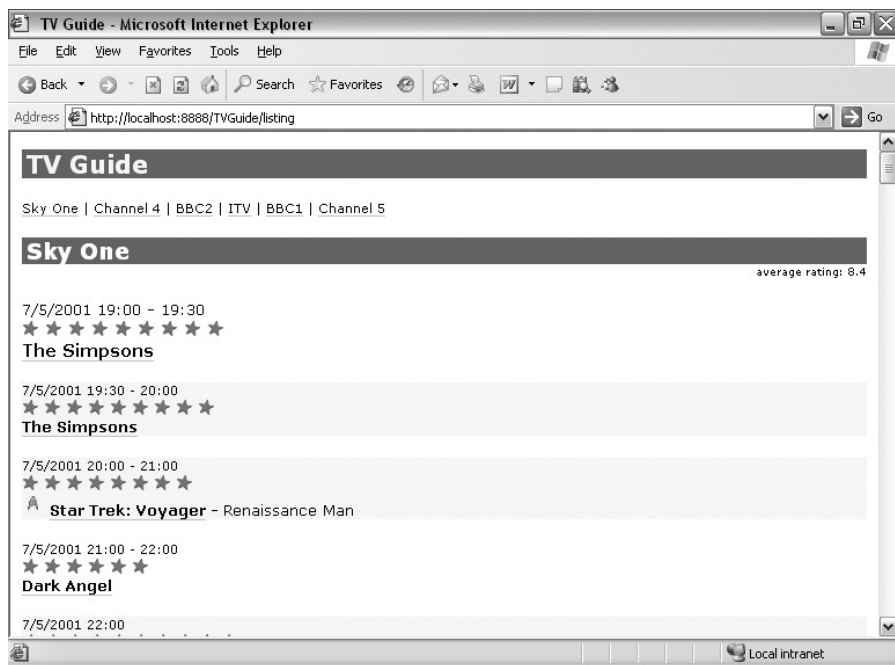 TV Guide - Microsoft Internet Explorer
File Edit View Favorites Tools Help
Back Search Favorites W
Address http://localhost:8888/TVGuide/listing Go
TV Guide
Sky One | Channel 4 | BBC2 | ITV | BBC1 | Channel 5
Sky One
average rating: 8.4
7/5/2001 19:00 - 19:30
The Simpsons
7/5/2001 19:30 - 20:00
The Simpsons
7/5/2001 20:00 - 21:00
Star Trek: Voyager - Renaissance Man
7/5/2001 21:00 - 22:00
Dark Angel
7/5/2001 22:00
Local intranet